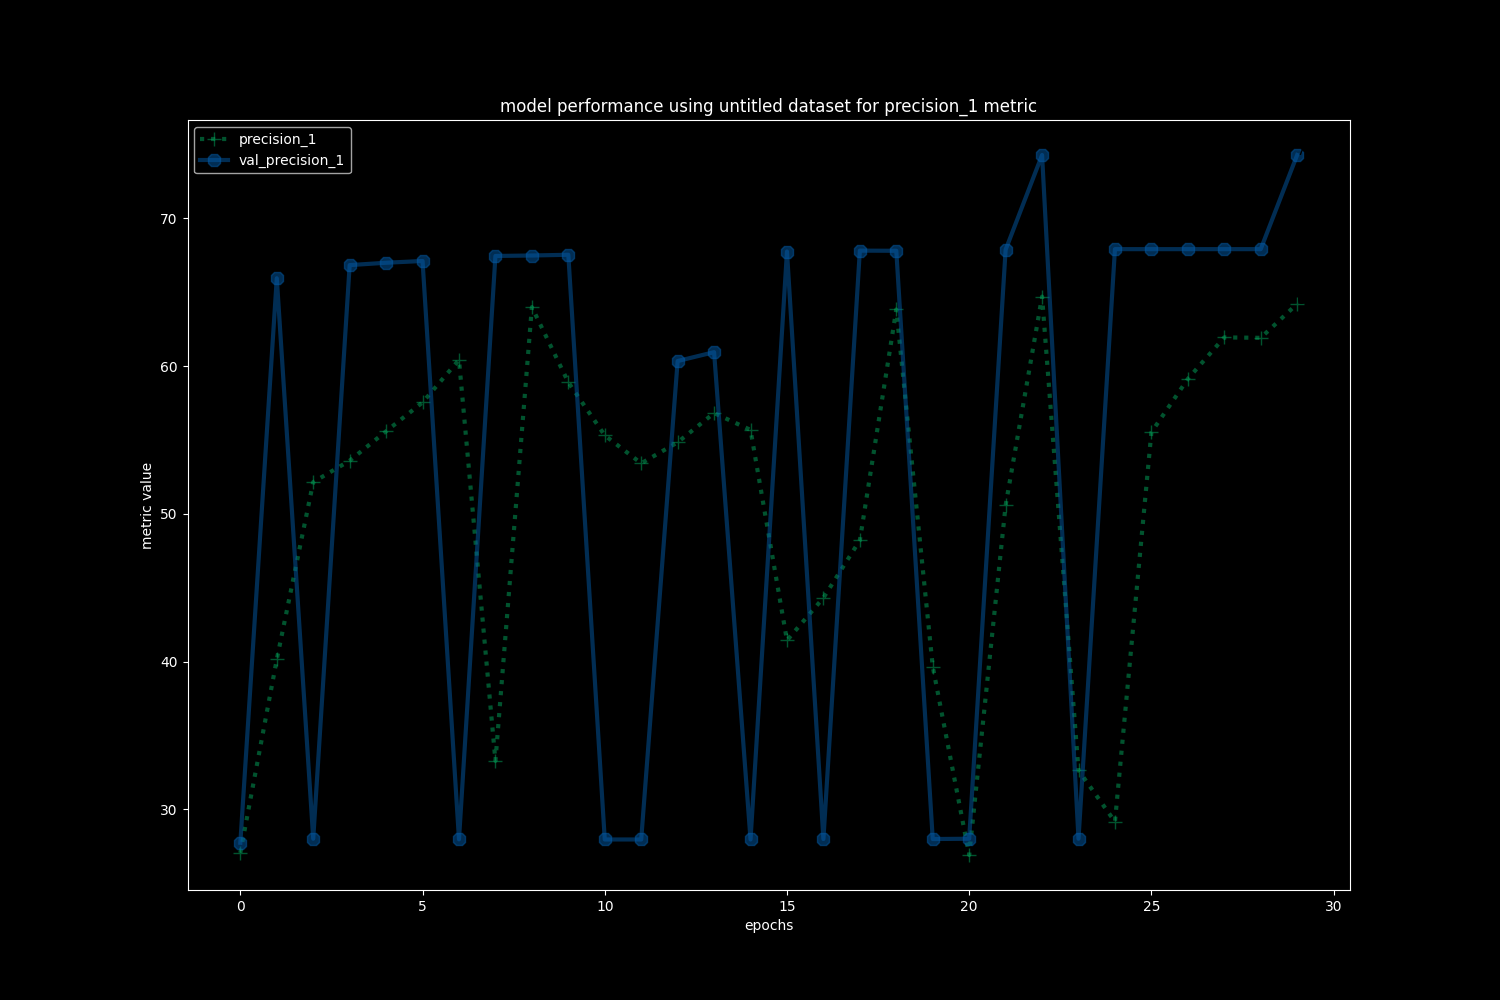 model performance using untitled dataset for precision_1 metric
precision_1
val_precision_1
70
60
50
40
30
metric value
0 5 10 15 20 25 30
epochs